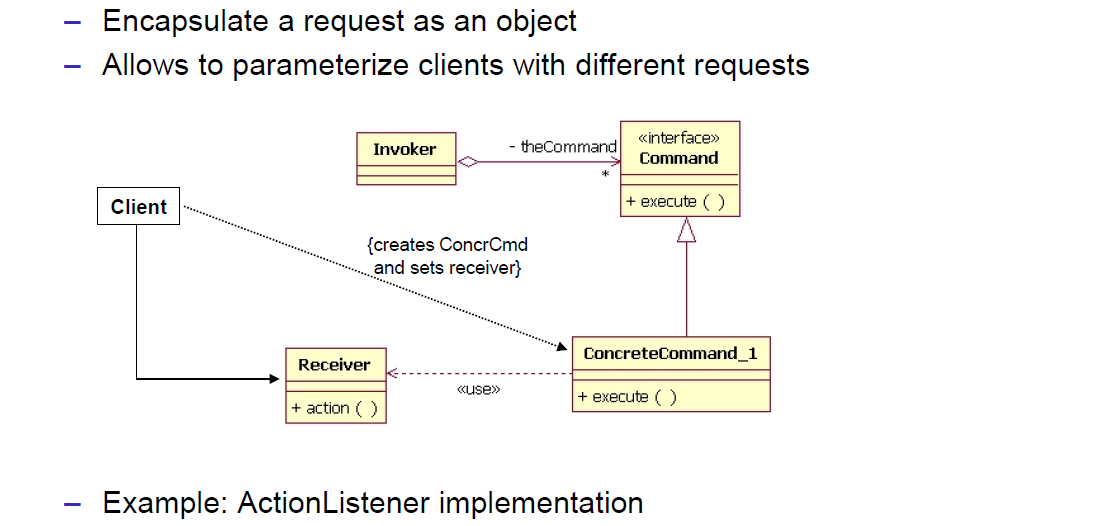 – Encapsulate a request as an object
– Allows to parameterize clients with different requests
Invoker
- theCommand
*
«interface»
Command
+ execute ( )
Client
{creates ConcrCmd
and sets receiver}
Receiver
+ action ( )
«use»
ConcreteCommand_1
+ execute ( )
– Example: ActionListener implementation